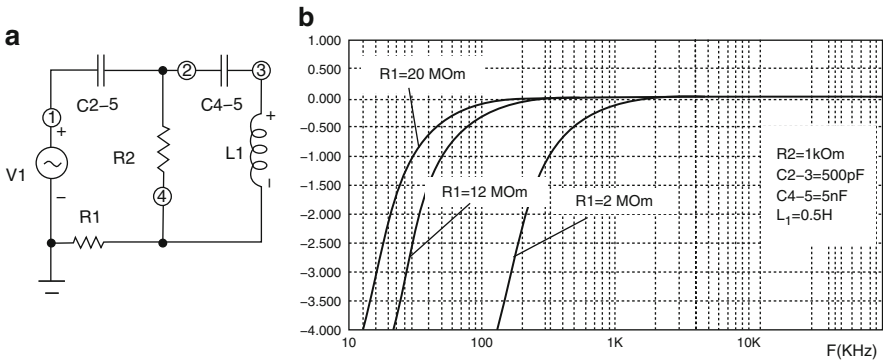 a
C2-5
C4-5
1
2
3
4
+
V1
−
R2
L1
+
−
R1
b
1.000
0.500
0.000
−0.500
−1.000
−1.500
−2.000
−2.500
−3.000
−3.500
−4.000
R1=20 MOm
R1=12 MOm
R1=2 MOm
R2=1kOm
C2−3=500pF
C4−5=5nF
L1=0.5H
10
100
1K
10K
F(KHz)